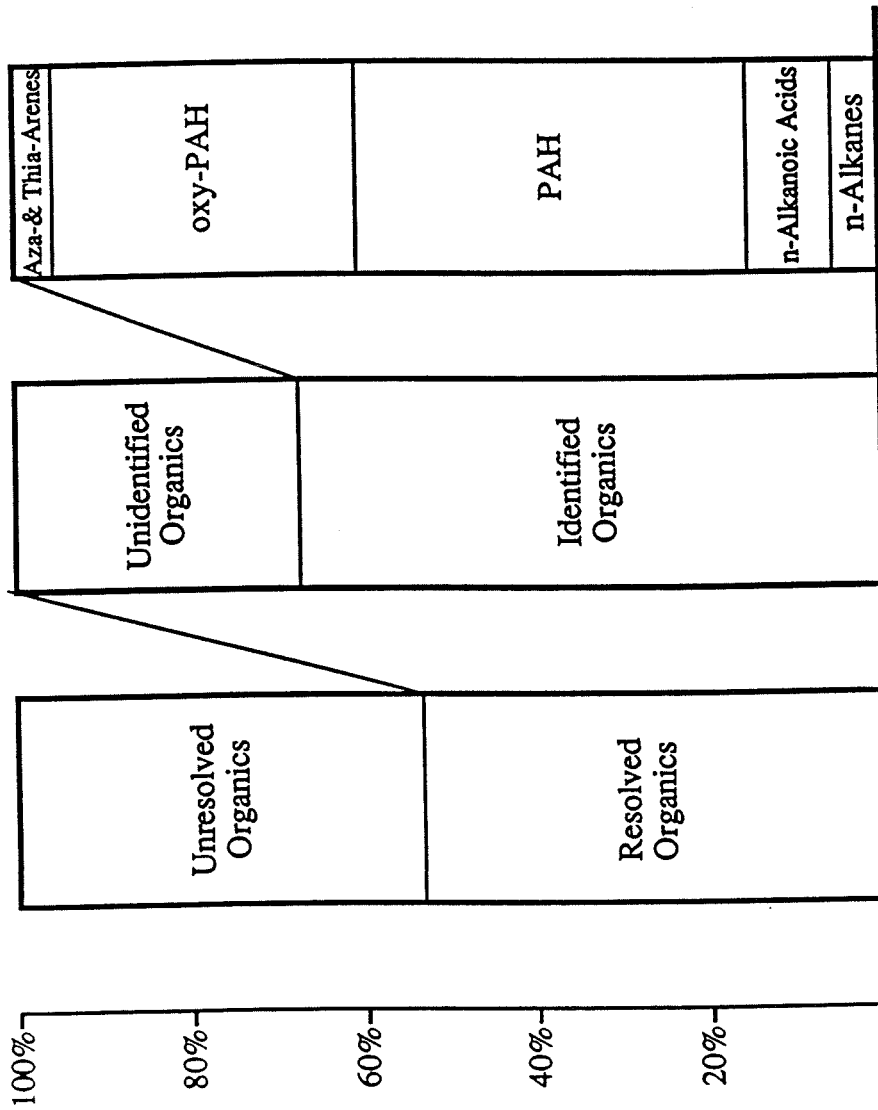 100%
80%
60%
40%
20%
Unresolved
Organics
Resolved
Organics
Unidentified
Organics
Identified
Organics
Aza-& Thia-Arenes
oxy-PAH
PAH
n-Alkanoic Acids
n-Alkanes